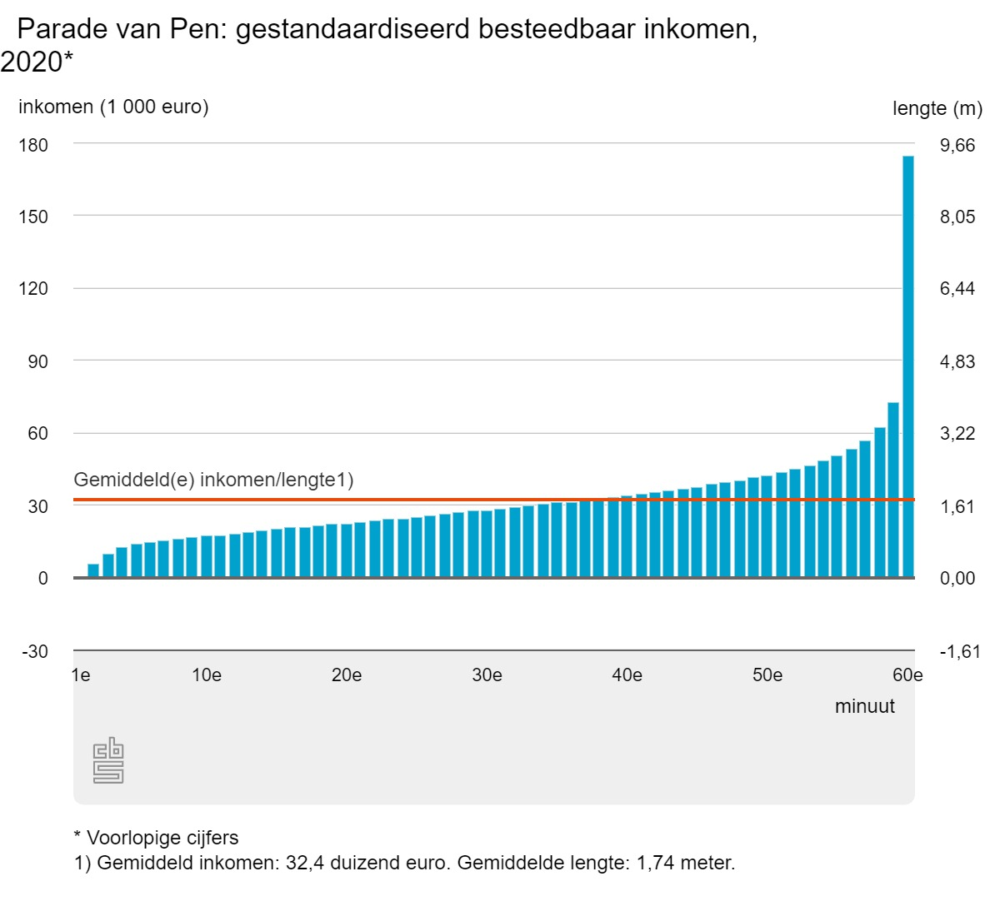 Parade van Pen: gestandaardiseerd besteedbaar inkomen,
2020*
inkomen (1 000 euro)
lengte (m)
180
9,66
150
8,05
120
6,44
90
4,83
60
3,22
Gemiddeld(e) inkomen/lengte1)
30
1,61
0
0,00
-30
-1,61
1e 10e 20e 30e 40e 50e 60e
minuut
cbs
* Voorlopige cijfers
1) Gemiddeld inkomen: 32,4 duizend euro. Gemiddelde lengte: 1,74 meter.